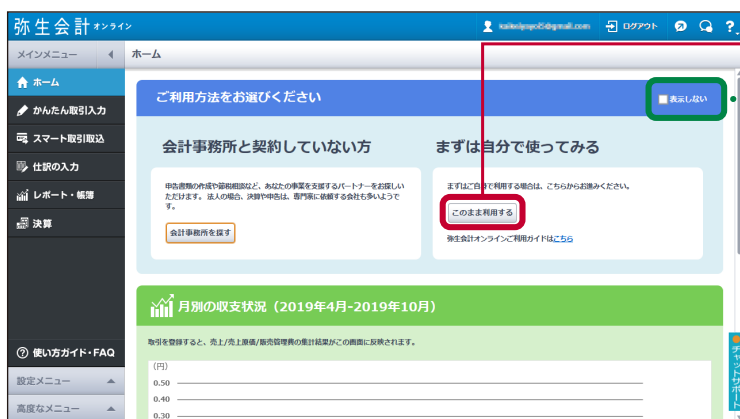 弥生会計 オンライン
ログアウト
メインメニュー
ホーム
ホーム
かんたん取引入力
スマート取引取込
仕訳の入力
レポート・帳簿
決算
使い方ガイド・FAQ
設定メニュー
高度なメニュー
ご利用方法をお選びください
表示しない
会計事務所と契約していない方
申告書類の作成や節税相談など、あなたの事業を支援するパートナーをお探しい
ただけます。 法人の場合、決算や申告は、専門家に依頼する会社も多いようで
す。
会計事務所を探す
まずは自分で使ってみる
まずはご自分で利用する場合は、こちらからお進みください。
このまま利用する
弥生会計オンラインご利用ガイドはこちら
月別の収支状況（2019年4月-2019年10月）
取引を登録すると、売上/売上原価/販売管理費の集計結果がこの画面に反映されます。
(円)
0.50
0.40
0.30
チャットサポート